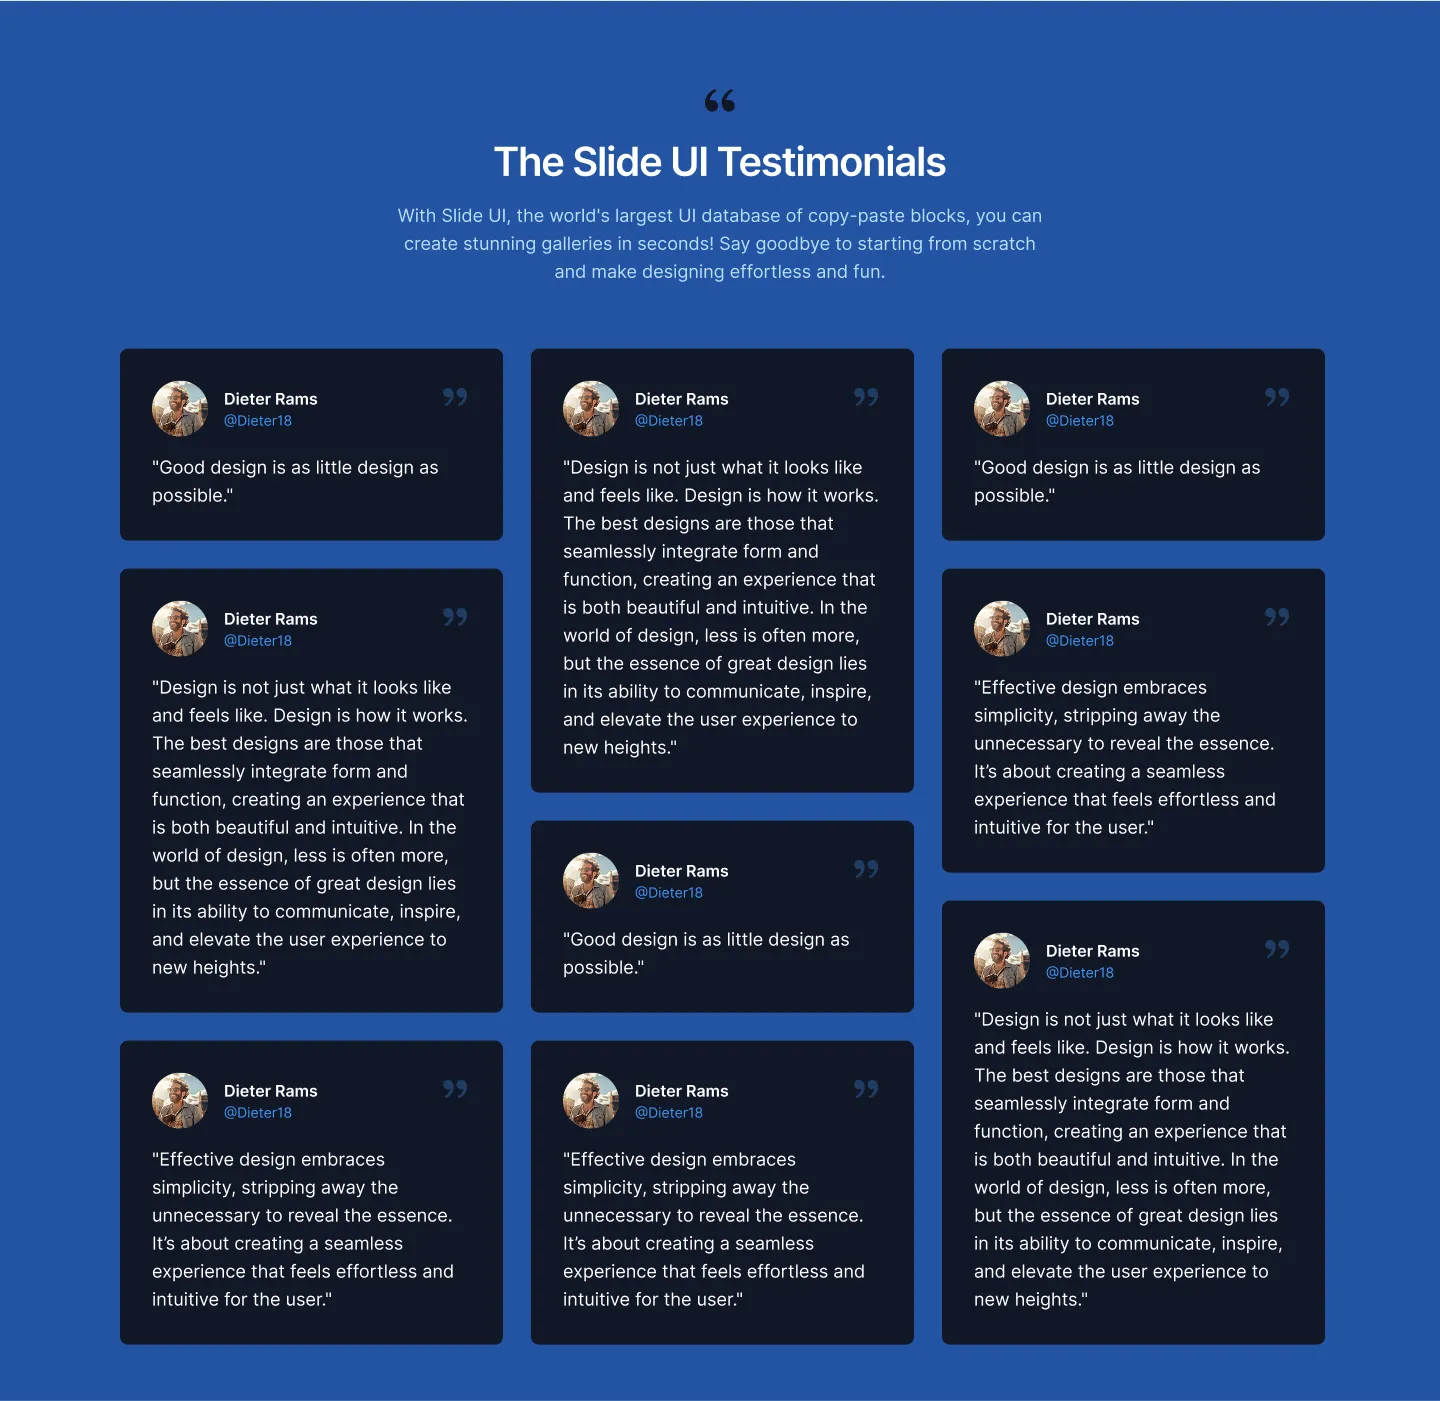 The Slide UI Testimonials
With Slide UI, the world's largest UI database of copy-paste blocks, you can
create stunning galleries in seconds! Say goodbye to starting from scratch
and make designing effortless and fun.
Dieter Rams
@Dieter18
"Good design is as little design as
possible."
Dieter Rams
@Dieter18
"Design is not just what it looks like
and feels like. Design is how it works.
The best designs are those that
seamlessly integrate form and
function, creating an experience that
is both beautiful and intuitive. In the
world of design, less is often more,
but the essence of great design lies
in its ability to communicate, inspire,
and elevate the user experience to
new heights."
Dieter Rams
@Dieter18
"Effective design embraces
simplicity, stripping away the
unnecessary to reveal the essence.
It’s about creating a seamless
experience that feels effortless and
intuitive for the user."
Dieter Rams
@Dieter18
"Design is not just what it looks like
and feels like. Design is how it works.
The best designs are those that
seamlessly integrate form and
function, creating an experience that
is both beautiful and intuitive. In the
world of design, less is often more,
but the essence of great design lies
in its ability to communicate, inspire,
and elevate the user experience to
new heights."
Dieter Rams
@Dieter18
"Good design is as little design as
possible."
Dieter Rams
@Dieter18
"Effective design embraces
simplicity, stripping away the
unnecessary to reveal the essence.
It’s about creating a seamless
experience that feels effortless and
intuitive for the user."
Dieter Rams
@Dieter18
"Good design is as little design as
possible."
Dieter Rams
@Dieter18
"Effective design embraces
simplicity, stripping away the
unnecessary to reveal the essence.
It’s about creating a seamless
experience that feels effortless and
intuitive for the user."
Dieter Rams
@Dieter18
"Design is not just what it looks like
and feels like. Design is how it works.
The best designs are those that
seamlessly integrate form and
function, creating an experience that
is both beautiful and intuitive. In the
world of design, less is often more,
but the essence of great design lies
in its ability to communicate, inspire,
and elevate the user experience to
new heights."